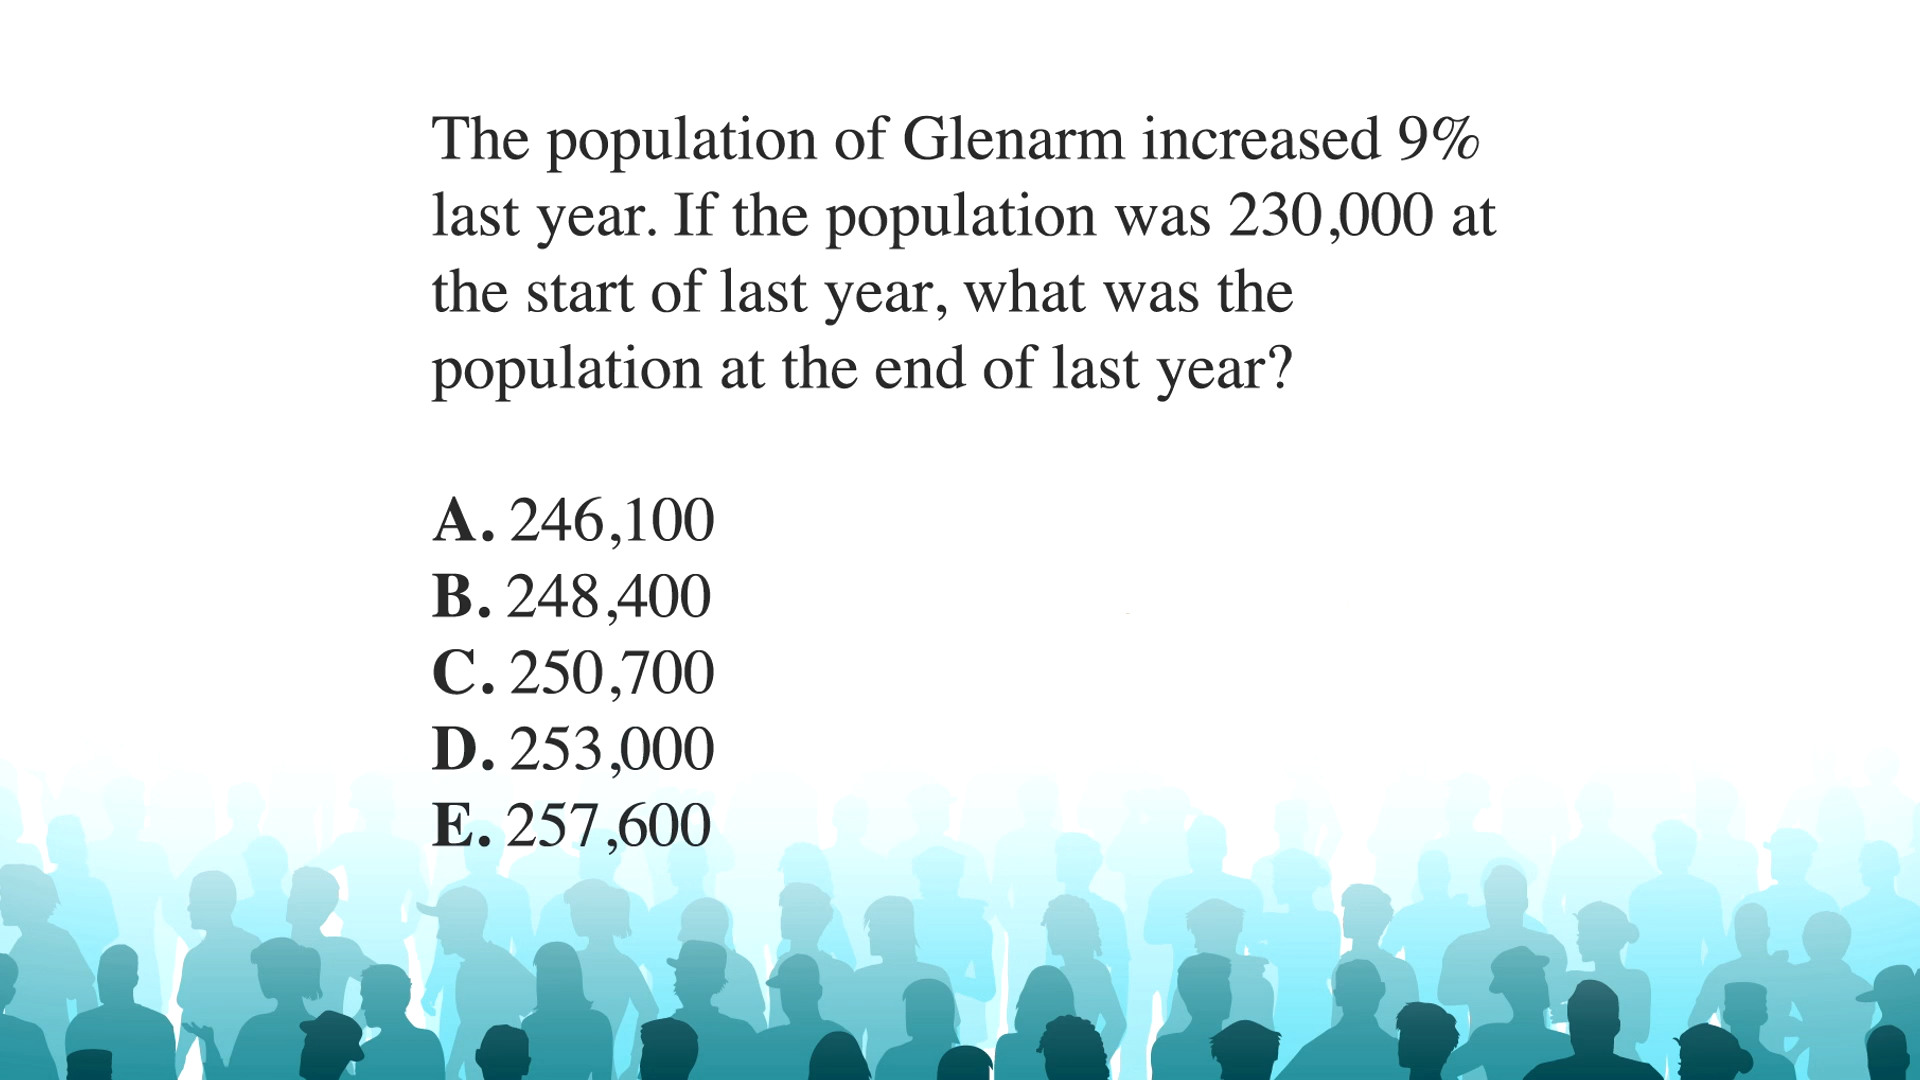 The population of Glenarm increased 9%
last year. If the population was 230,000 at
the start of last year, what was the
population at the end of last year?
A. 246,100
B. 248,400
C. 250,700
D. 253,000
E. 257,600